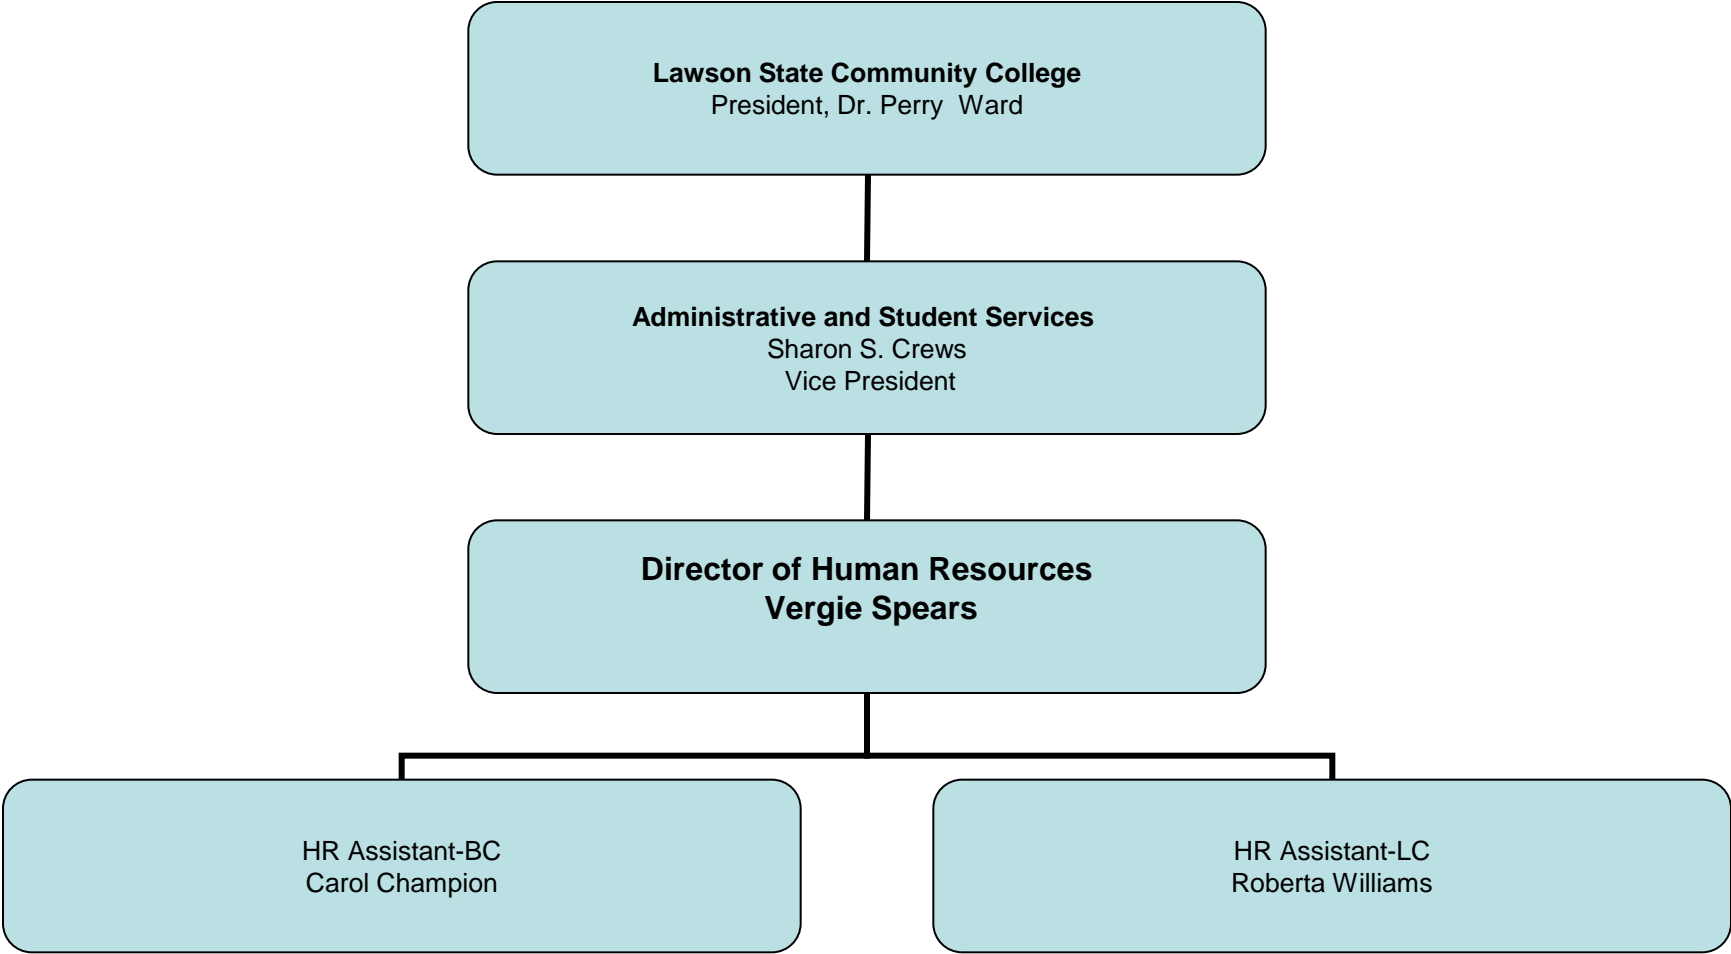 Lawson State Community College
President, Dr. Perry  Ward
Administrative and Student Services
Sharon S. Crews
Vice President
Director of Human Resources
Vergie Spears
HR Assistant-BC
Carol Champion
HR Assistant-LC
Roberta Williams